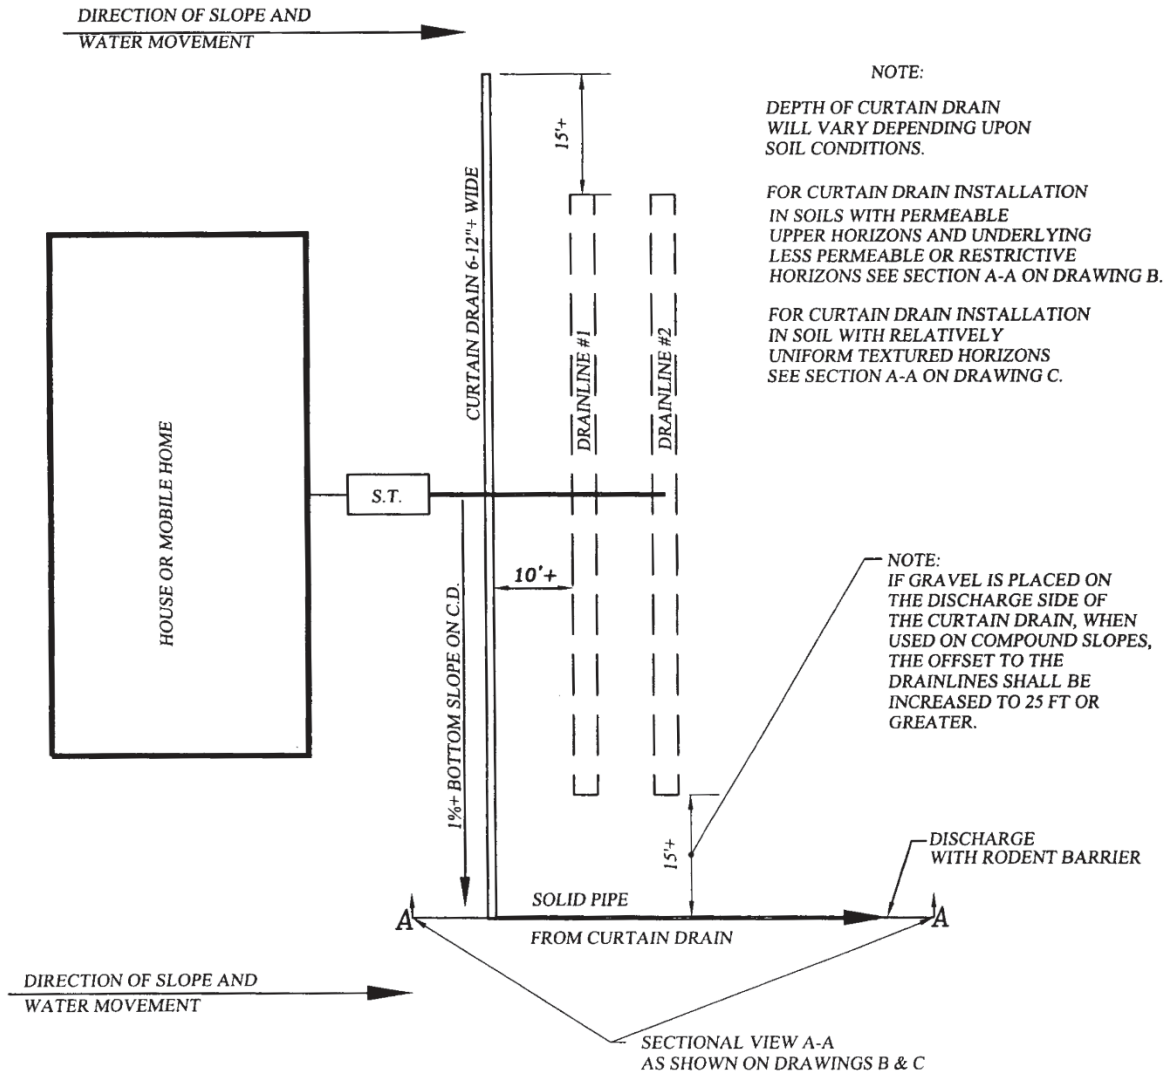 DIRECTION OF SLOPE AND
WATER MOVEMENT
NOTE:
DEPTH OF CURTAIN DRAIN
WILL VARY DEPENDING UPON
SOIL CONDITIONS.
FOR CURTAIN DRAIN INSTALLATION
IN SOILS WITH PERMEABLE
UPPER HORIZONS AND UNDERLYING
LESS PERMEABLE OR RESTRICTIVE
HORIZONS SEE SECTION A-A ON DRAWING B.
FOR CURTAIN DRAIN INSTALLATION
IN SOIL WITH RELATIVELY
UNIFORM TEXTURED HORIZONS
SEE SECTION A-A ON DRAWING C.
15'+
CURTAIN DRAIN 6-12"+ WIDE
DRAINLINE #1
DRAINLINE #2
HOUSE OR MOBILE HOME
S.T.
10'+
1%+ BOTTOM SLOPE ON C.D.
NOTE:
IF GRAVEL IS PLACED ON
THE DISCHARGE SIDE OF
THE CURTAIN DRAIN, WHEN
USED ON COMPOUND SLOPES,
THE OFFSET TO THE
DRAINLINES SHALL BE
INCREASED TO 25 FT OR
GREATER.
15'+
DISCHARGE
WITH RODENT BARRIER
SOLID PIPE
A
A
FROM CURTAIN DRAIN
DIRECTION OF SLOPE AND
WATER MOVEMENT
SECTIONAL VIEW A-A
AS SHOWN ON DRAWINGS B & C